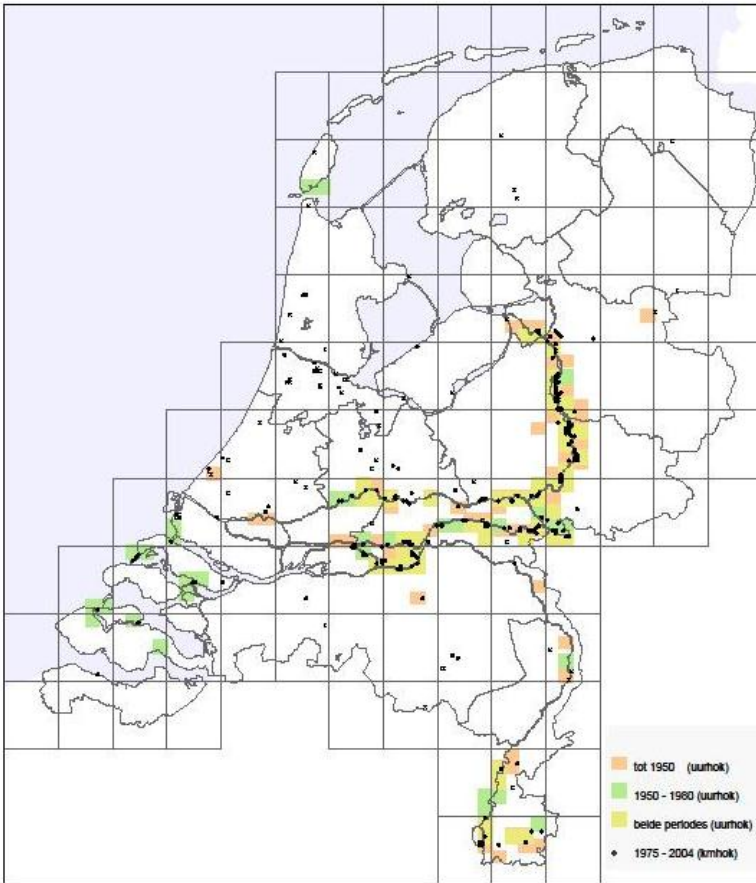 tot 1950 (uurhok)
1950 - 1980 (uurhok)
beide periodes (uurhok)
1975 - 2004 (kmhok)